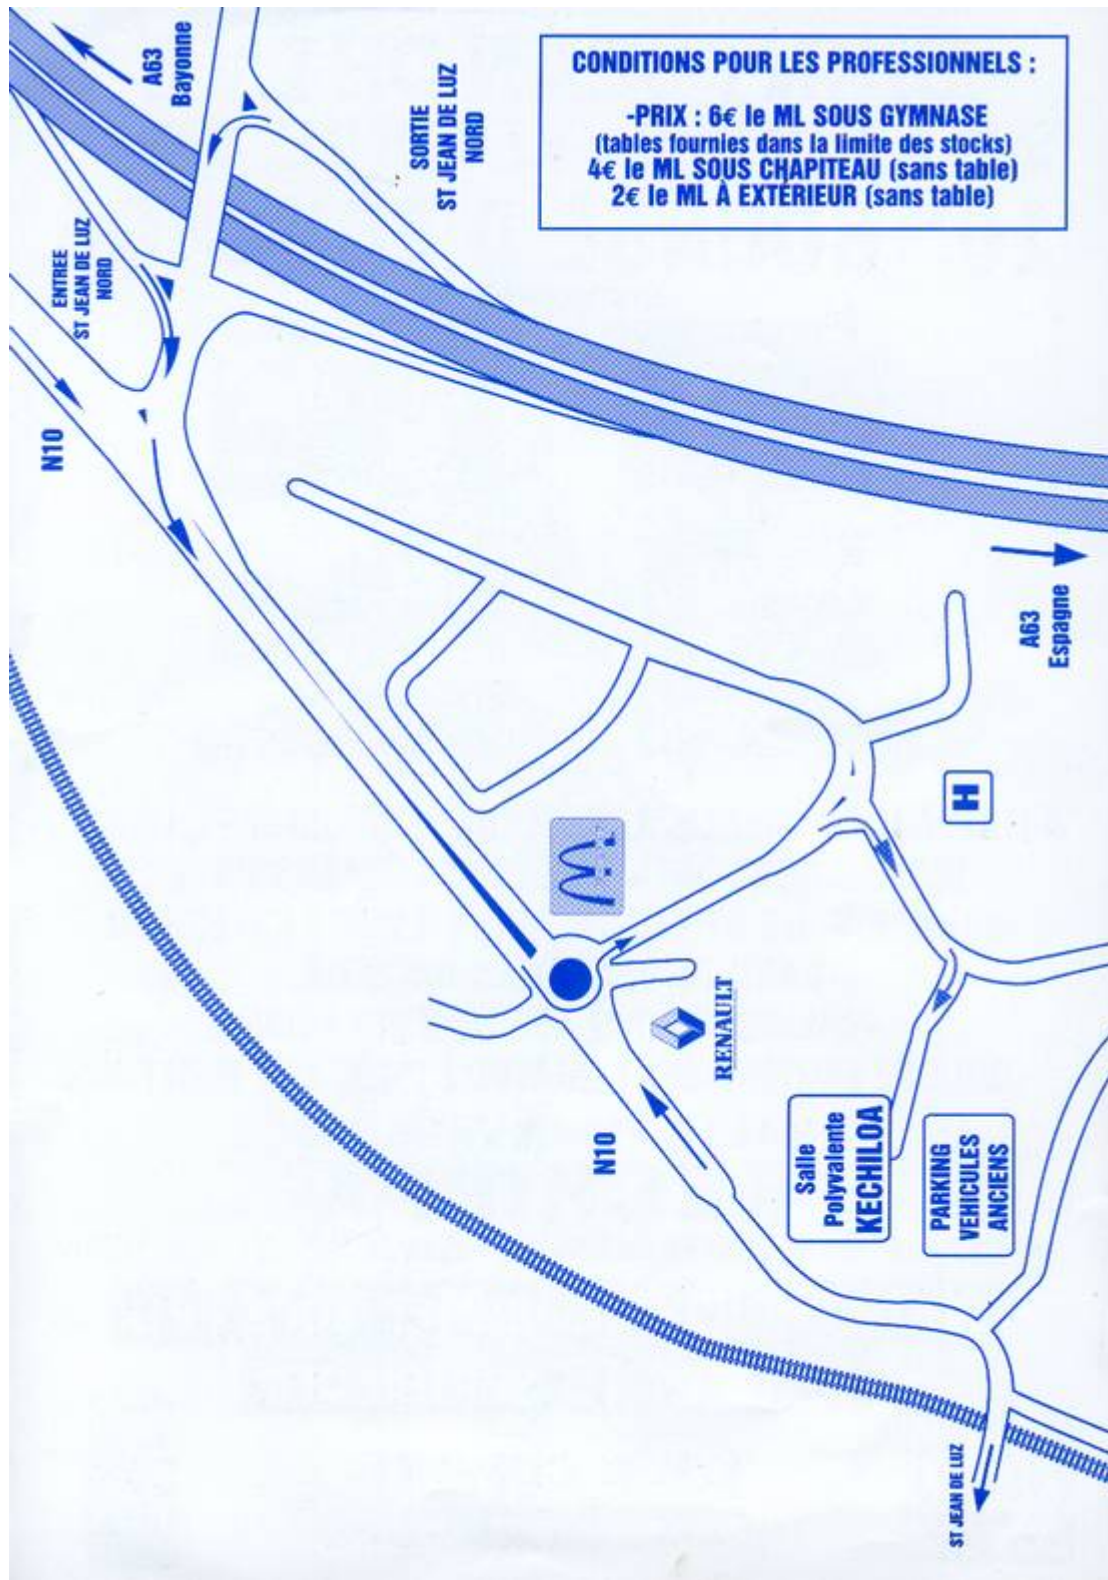 CONDITIONS POUR LES PROFESSIONNELS :
-PRIX : 6€ le ML SOUS GYMNASE
(tables fournies dans la limite des stocks)
4€ le ML SOUS CHAPITEAU (sans table)
2€ le ML À EXTÉRIEUR (sans table)
A63
Bayonne
SORTIE
ST JEAN DE LUZ
NORD
ENTREE
ST JEAN DE LUZ
NORD
N10
A63
Espagne
H
RENAULT
N10
Salle
Polyvalente
KECHILOA
PARKING
VEHICULES
ANCIENS
ST JEAN DE LUZ